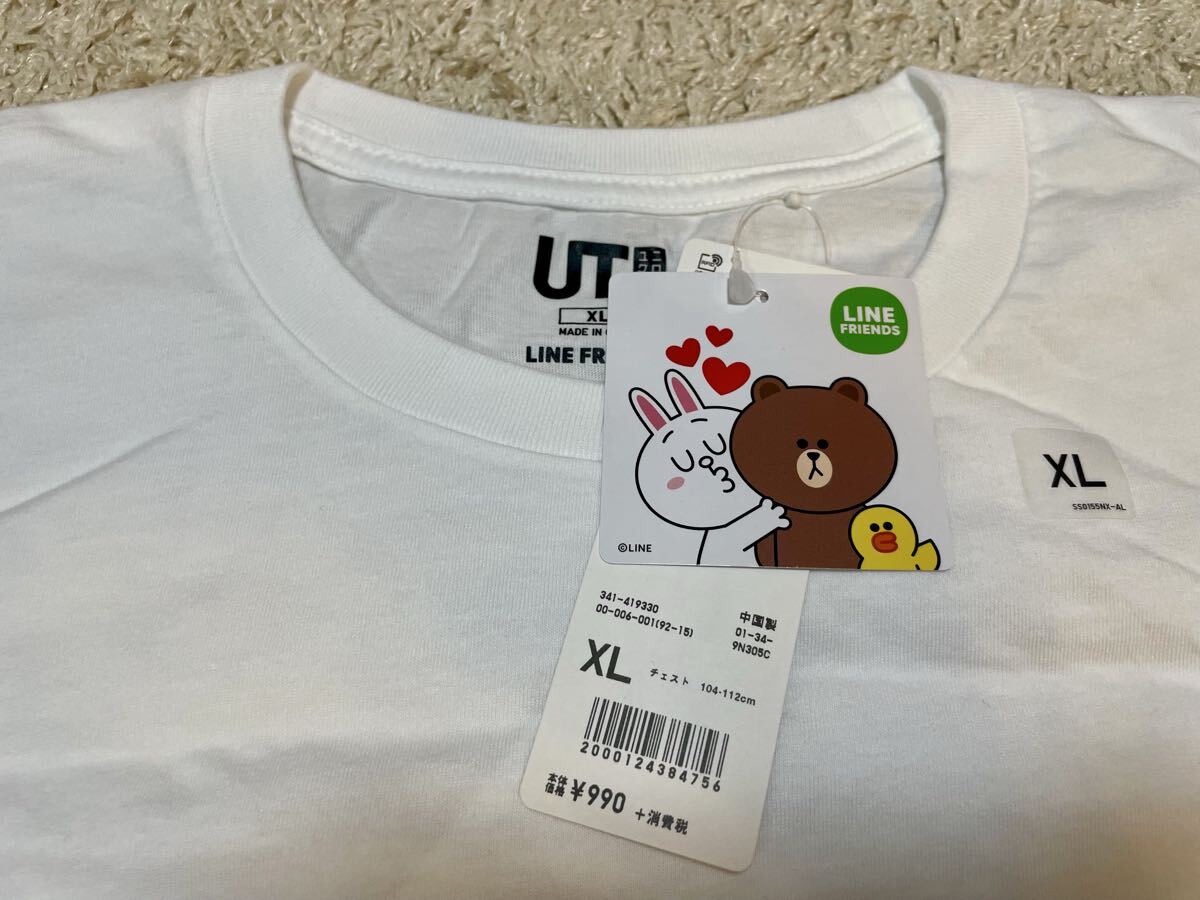 UT
XL
MADE IN
LINE
LINE
FRIENDS
©LINE
XL
SS0155NX-AL
341-419330
00-006-001(92-15)
中国製
01-34-
9N305C
XL チェスト 104-112cm
2000124384756
本体
価格 ¥990 +消費税